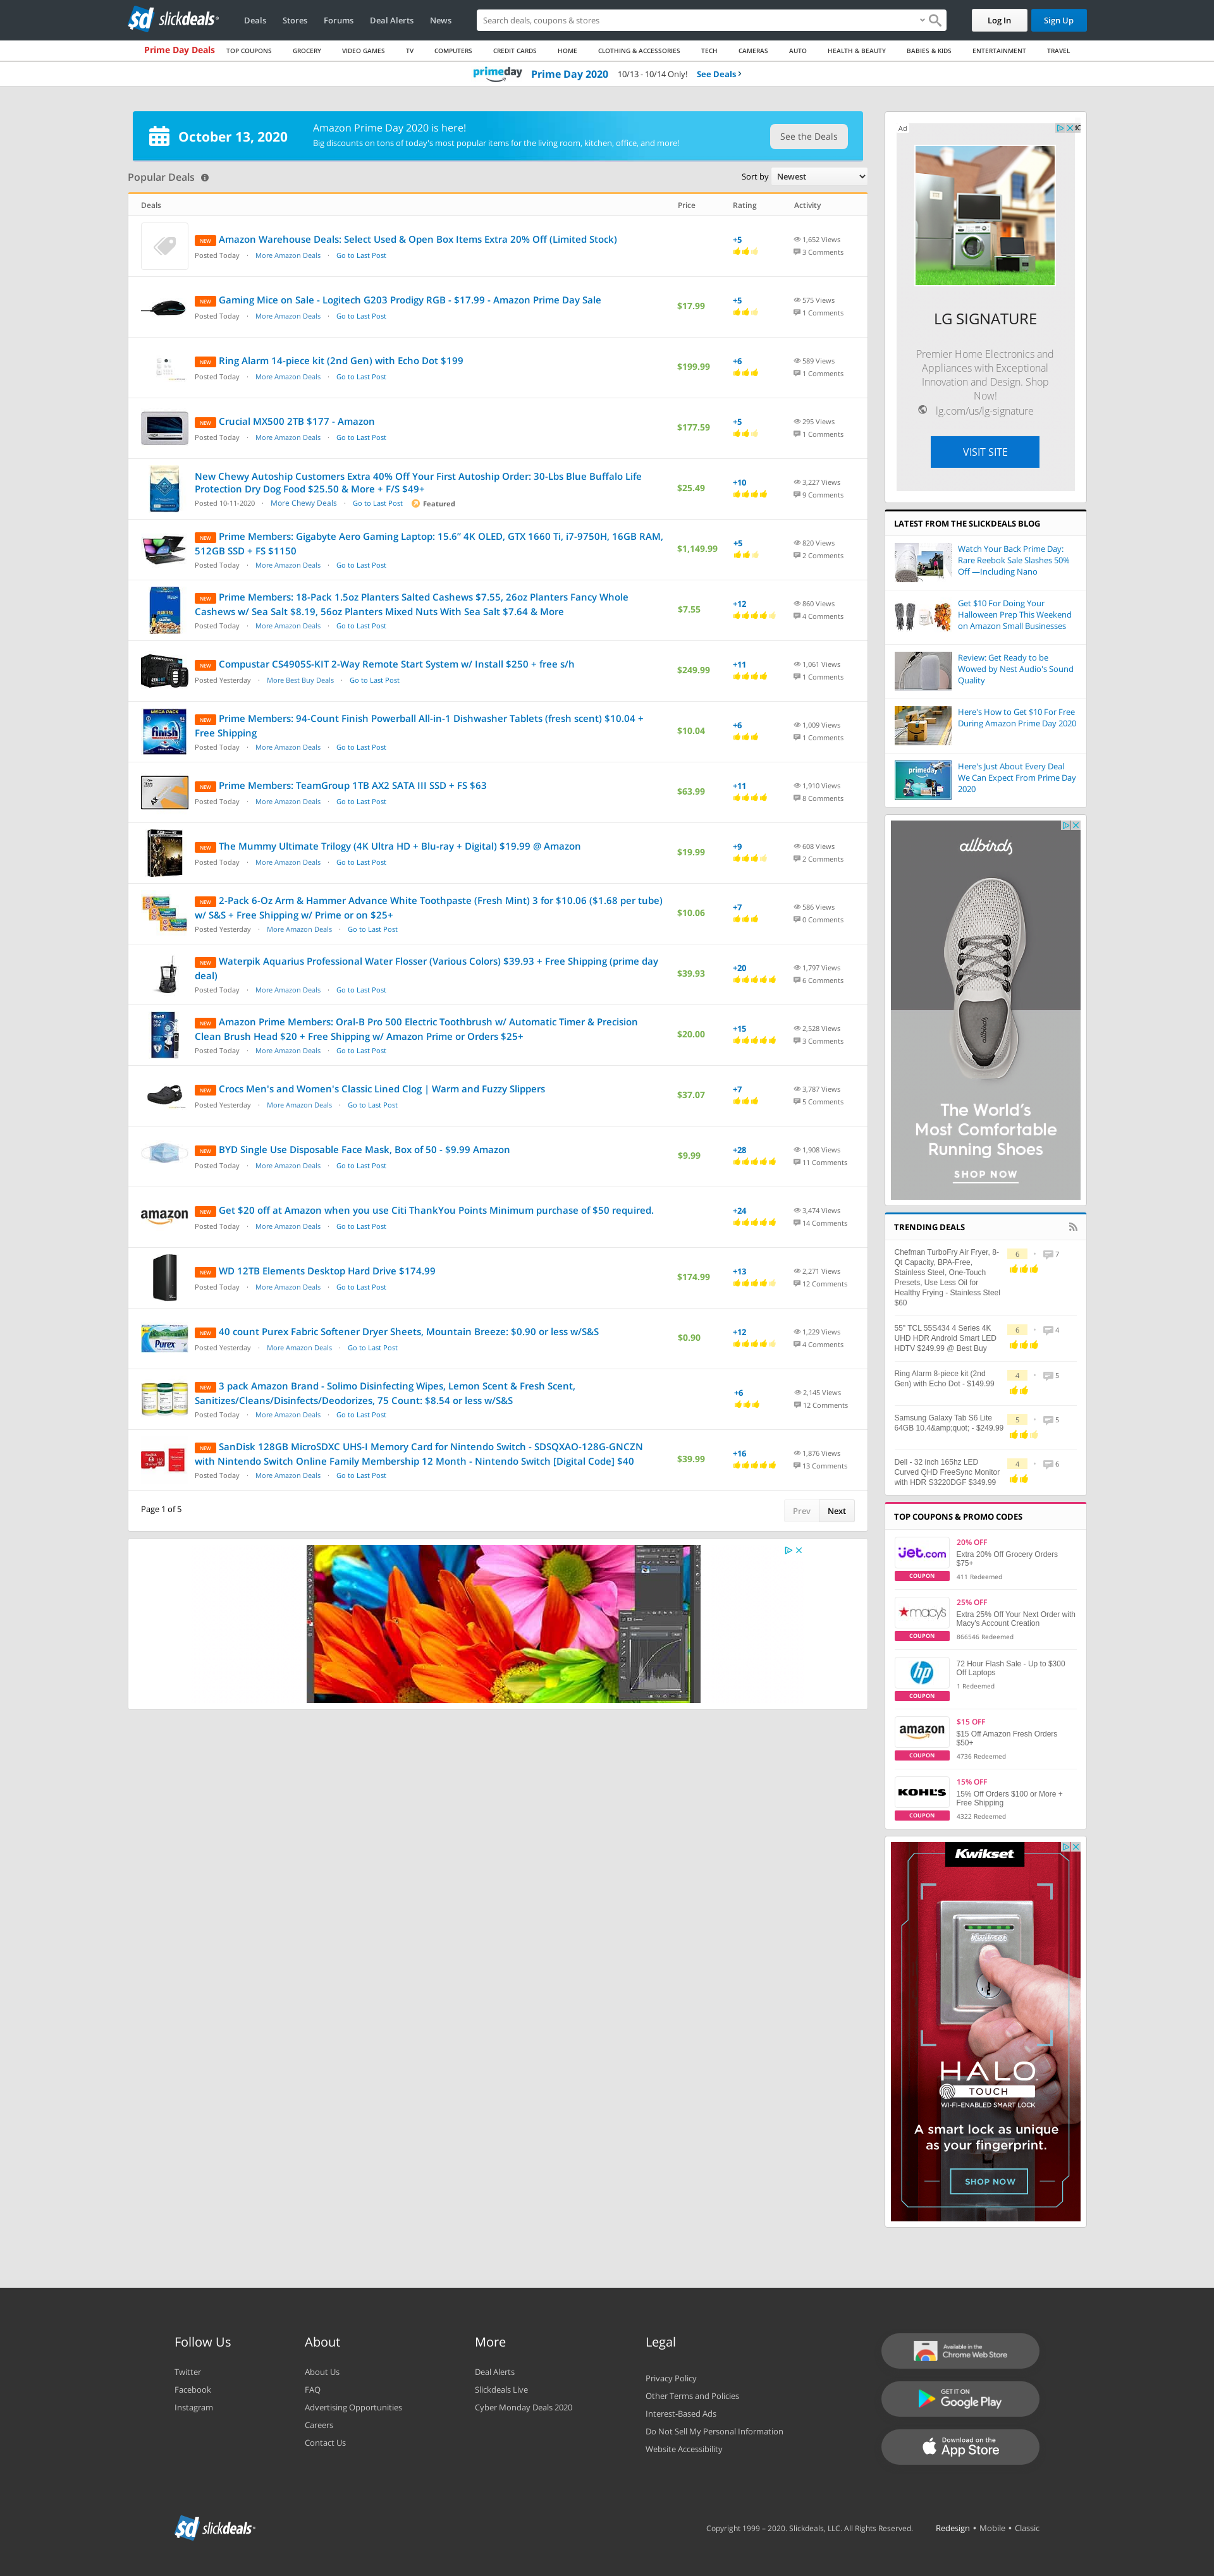 sd slickdeals
Deals Stores Forums Deal Alerts News
Search deals, coupons & stores
Log In
Sign Up
Prime Day Deals TOP COUPONS GROCERY VIDEO GAMES TV COMPUTERS CREDIT CARDS HOME CLOTHING & ACCESSORIES TECH CAMERAS AUTO HEALTH & BEAUTY BABIES & KIDS ENTERTAINMENT TRAVEL
primeday Prime Day 2020 10/13 - 10/14 Only! See Deals
October 13, 2020
Amazon Prime Day 2020 is here!
Big discounts on tons of today's most popular items for the living room, kitchen, office, and more!
See the Deals
Popular Deals
Sort by Newest
Deals Price Rating Activity
NEW Amazon Warehouse Deals: Select Used & Open Box Items Extra 20% Off (Limited Stock)
Posted Today · More Amazon Deals · Go to Last Post
+5
1,652 Views
3 Comments
NEW Gaming Mice on Sale - Logitech G203 Prodigy RGB - $17.99 - Amazon Prime Day Sale
Posted Today · More Amazon Deals · Go to Last Post
$17.99
+5
575 Views
1 Comments
NEW Ring Alarm 14-piece kit (2nd Gen) with Echo Dot $199
Posted Today · More Amazon Deals · Go to Last Post
$199.99
+6
589 Views
1 Comments
NEW Crucial MX500 2TB $177 - Amazon
Posted Today · More Amazon Deals · Go to Last Post
$177.59
+5
295 Views
1 Comments
New Chewy Autoship Customers Extra 40% Off Your First Autoship Order: 30-Lbs Blue Buffalo Life
Protection Dry Dog Food $25.50 & More + F/S $49+
Posted 10-11-2020 · More Chewy Deals · Go to Last Post Featured
$25.49
+10
3,227 Views
9 Comments
NEW Prime Members: Gigabyte Aero Gaming Laptop: 15.6” 4K OLED, GTX 1660 Ti, i7-9750H, 16GB RAM,
512GB SSD + FS $1150
Posted Today · More Amazon Deals · Go to Last Post
$1,149.99
+5
820 Views
2 Comments
NEW Prime Members: 18-Pack 1.5oz Planters Salted Cashews $7.55, 26oz Planters Fancy Whole
Cashews w/ Sea Salt $8.19, 56oz Planters Mixed Nuts With Sea Salt $7.64 & More
Posted Today · More Amazon Deals · Go to Last Post
$7.55
+12
860 Views
4 Comments
NEW Compustar CS4905S-KIT 2-Way Remote Start System w/ Install $250 + free s/h
Posted Yesterday · More Best Buy Deals · Go to Last Post
$249.99
+11
1,061 Views
1 Comments
NEW Prime Members: 94-Count Finish Powerball All-in-1 Dishwasher Tablets (fresh scent) $10.04 +
Free Shipping
Posted Today · More Amazon Deals · Go to Last Post
$10.04
+6
1,009 Views
1 Comments
NEW Prime Members: TeamGroup 1TB AX2 SATA III SSD + FS $63
Posted Today · More Amazon Deals · Go to Last Post
$63.99
+11
1,910 Views
8 Comments
NEW The Mummy Ultimate Trilogy (4K Ultra HD + Blu-ray + Digital) $19.99 @ Amazon
Posted Today · More Amazon Deals · Go to Last Post
$19.99
+9
608 Views
2 Comments
NEW 2-Pack 6-Oz Arm & Hammer Advance White Toothpaste (Fresh Mint) 3 for $10.06 ($1.68 per tube)
w/ S&S + Free Shipping w/ Prime or on $25+
Posted Yesterday · More Amazon Deals · Go to Last Post
$10.06
+7
586 Views
0 Comments
NEW Waterpik Aquarius Professional Water Flosser (Various Colors) $39.93 + Free Shipping (prime day
deal)
Posted Today · More Amazon Deals · Go to Last Post
$39.93
+20
1,797 Views
6 Comments
NEW Amazon Prime Members: Oral-B Pro 500 Electric Toothbrush w/ Automatic Timer & Precision
Clean Brush Head $20 + Free Shipping w/ Amazon Prime or Orders $25+
Posted Today · More Amazon Deals · Go to Last Post
$20.00
+15
2,528 Views
3 Comments
NEW Crocs Men's and Women's Classic Lined Clog | Warm and Fuzzy Slippers
Posted Yesterday · More Amazon Deals · Go to Last Post
$37.07
+7
3,787 Views
5 Comments
NEW BYD Single Use Disposable Face Mask, Box of 50 - $9.99 Amazon
Posted Today · More Amazon Deals · Go to Last Post
$9.99
+28
1,908 Views
11 Comments
amazon
NEW Get $20 off at Amazon when you use Citi ThankYou Points Minimum purchase of $50 required.
Posted Today · More Amazon Deals · Go to Last Post
+24
3,474 Views
14 Comments
NEW WD 12TB Elements Desktop Hard Drive $174.99
Posted Today · More Amazon Deals · Go to Last Post
$174.99
+13
2,271 Views
12 Comments
Purex
NEW 40 count Purex Fabric Softener Dryer Sheets, Mountain Breeze: $0.90 or less w/S&S
Posted Yesterday · More Amazon Deals · Go to Last Post
$0.90
+12
1,229 Views
4 Comments
NEW 3 pack Amazon Brand - Solimo Disinfecting Wipes, Lemon Scent & Fresh Scent,
Sanitizes/Cleans/Disinfects/Deodorizes, 75 Count: $8.54 or less w/S&S
Posted Today · More Amazon Deals · Go to Last Post
+6
2,145 Views
12 Comments
NEW SanDisk 128GB MicroSDXC UHS-I Memory Card for Nintendo Switch - SDSQXAO-128G-GNCZN
with Nintendo Switch Online Family Membership 12 Month - Nintendo Switch [Digital Code] $40
Posted Today · More Amazon Deals · Go to Last Post
$39.99
+16
1,876 Views
13 Comments
Page 1 of 5
Prev Next
Ad
LG SIGNATURE
Premier Home Electronics and
Appliances with Exceptional
Innovation and Design. Shop
Now!
lg.com/us/lg-signature
VISIT SITE
LATEST FROM THE SLICKDEALS BLOG
Watch Your Back Prime Day:
Rare Reebok Sale Slashes 50%
Off —Including Nano
Get $10 For Doing Your
Halloween Prep This Weekend
on Amazon Small Businesses
Review: Get Ready to be
Wowed by Nest Audio's Sound
Quality
Here's How to Get $10 For Free
During Amazon Prime Day 2020
Here's Just About Every Deal
We Can Expect From Prime Day
2020
allbirds
The World's
Most Comfortable
Running Shoes
SHOP NOW
TRENDING DEALS
Chefman TurboFry Air Fryer, 8-
Qt Capacity, BPA-Free,
Stainless Steel, One-Touch
Presets, Use Less Oil for
Healthy Frying - Stainless Steel
$60
6 7
55" TCL 55S434 4 Series 4K
UHD HDR Android Smart LED
HDTV $249.99 @ Best Buy
6 4
Ring Alarm 8-piece kit (2nd
Gen) with Echo Dot - $149.99
4 5
Samsung Galaxy Tab S6 Lite
64GB 10.4&amp;quot; - $249.99
5 5
Dell - 32 inch 165hz LED
Curved QHD FreeSync Monitor
with HDR S3220DGF $349.99
4 6
TOP COUPONS & PROMO CODES
jet.com
COUPON
20% OFF
Extra 20% Off Grocery Orders
$75+
411 Redeemed
macy's
COUPON
25% OFF
Extra 25% Off Your Next Order with
Macy's Account Creation
866546 Redeemed
hp
COUPON
72 Hour Flash Sale - Up to $300
Off Laptops
1 Redeemed
amazon
COUPON
$15 OFF
$15 Off Amazon Fresh Orders
$50+
4736 Redeemed
KOHL'S
COUPON
15% OFF
15% Off Orders $100 or More +
Free Shipping
4322 Redeemed
Kwikset
Kwikset
HALO
TOUCH
WI-FI-ENABLED SMART LOCK
A smart lock as unique
as your fingerprint.
SHOP NOW
Follow Us
Twitter
Facebook
Instagram
About
About Us
FAQ
Advertising Opportunities
Careers
Contact Us
More
Deal Alerts
Slickdeals Live
Cyber Monday Deals 2020
Legal
Privacy Policy
Other Terms and Policies
Interest-Based Ads
Do Not Sell My Personal Information
Website Accessibility
Available in the
Chrome Web Store
GET IT ON
Google Play
Download on the
App Store
sd slickdeals
Copyright 1999 – 2020. Slickdeals, LLC. All Rights Reserved. Redesign • Mobile • Classic